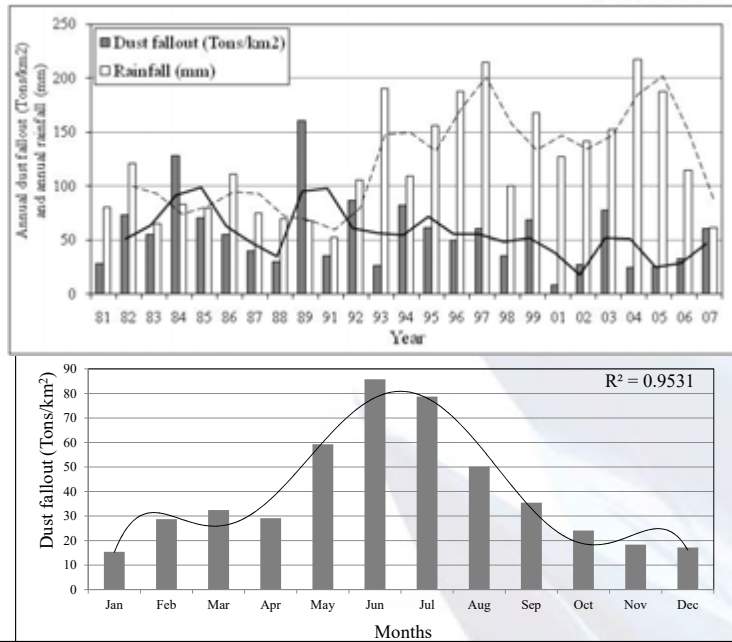 250
200
150
100
50
0
Annual dust fallout (Tons/km2)
and annual rainfall (mm)
Dust fallout (Tons/km2)
Rainfall (mm)
81 82 83 84 85 86 87 88 89 91 92 93 94 95 96 97 98 99 01 02 03 04 05 06 07
Year
90
80
70
60
50
40
30
20
10
0
Dust fallout (Tons/km²)
R² = 0.9531
Jan Feb Mar Apr May Jun Jul Aug Sep Oct Nov Dec
Months